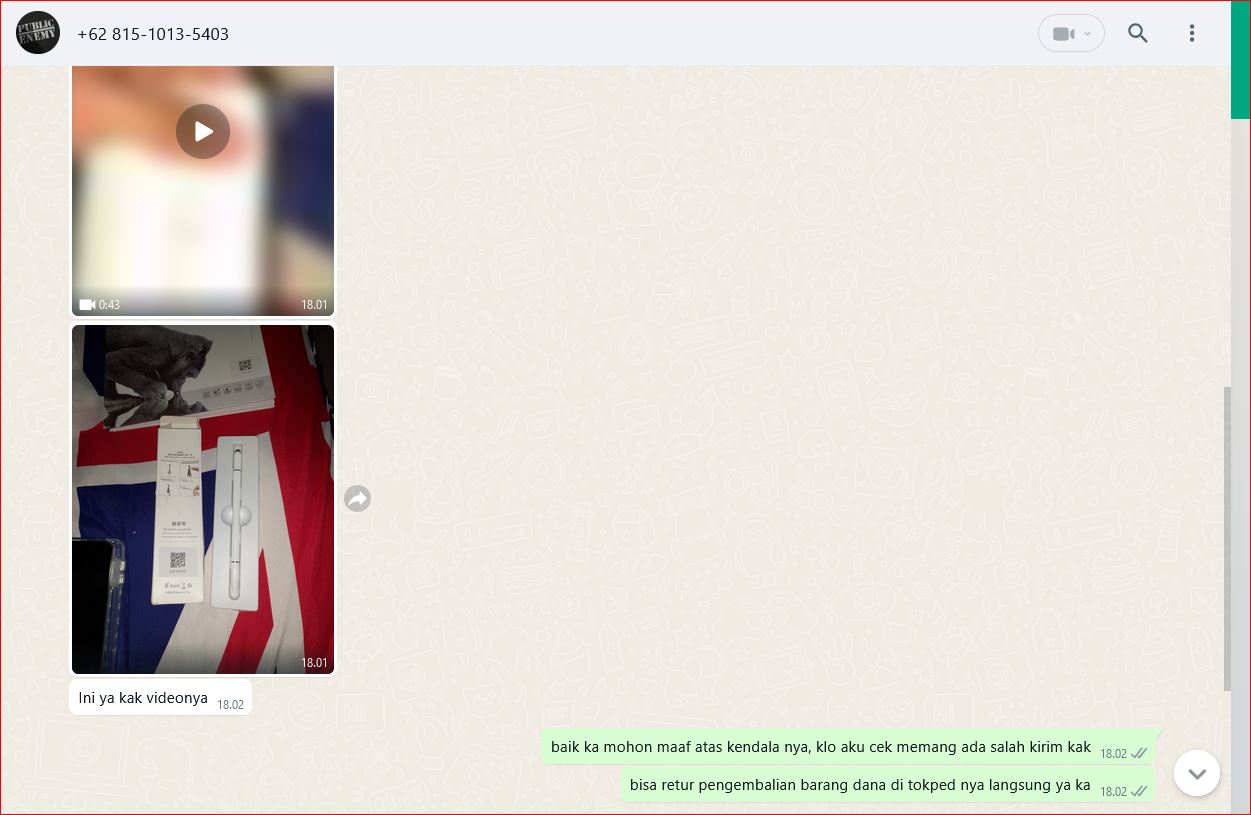 PUBLIC ENEMY
+62 815-1013-5403
0:43
18.01
18.01
Ini ya kak videonya 18.02
baik ka mohon maaf atas kendala nya, klo aku cek memang ada salah kirim kak 18.02
bisa retur pengembalian barang dana di tokped nya langsung ya ka 18.02